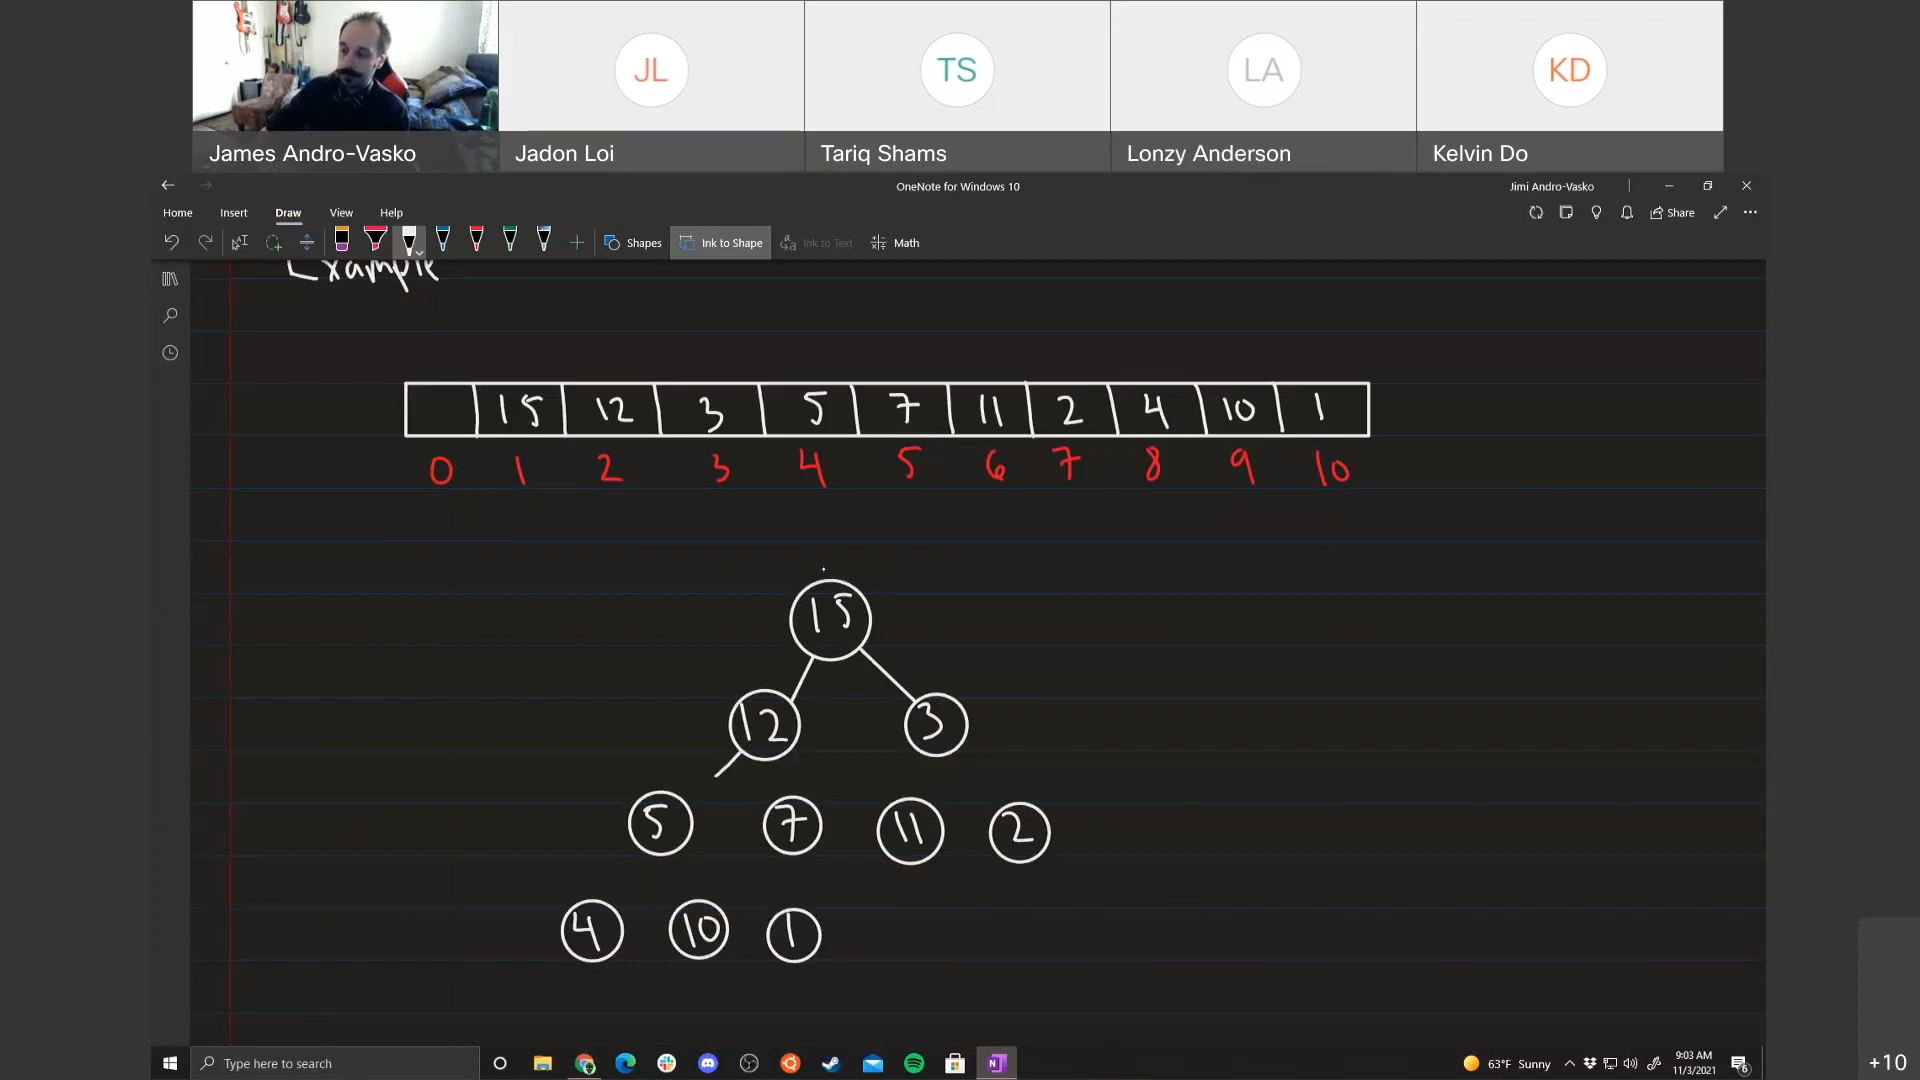 JL
TS
LA
KD
James Andro-Vasko
Jadon Loi
Tariq Shams
Lonzy Anderson
Kelvin Do
OneNote for Windows 10
Jimi Andro-Vasko
Home Insert Draw View Help
Share
Shapes
Ink to Shape
Ink to Text
Math
Example
15 12 3 5 7 11 2 4 10 1
0 1 2 3 4 5 6 7 8 9 10
15
12 3
5 7 11 2
4 10 1
Type here to search
63°F Sunny
9:03 AM
11/3/2021
6
+10